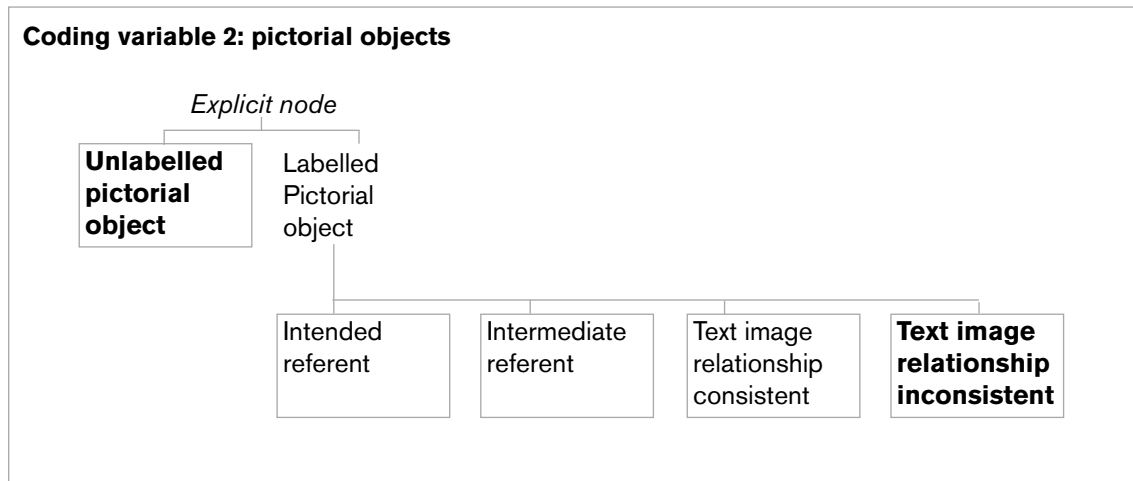 Coding variable 2: pictorial objects
Explicit node
Unlabelled
pictorial
object
Labelled
Pictorial
object
Intended
referent
Intermediate
referent
Text image
relationship
consistent
Text image
relationship
inconsistent